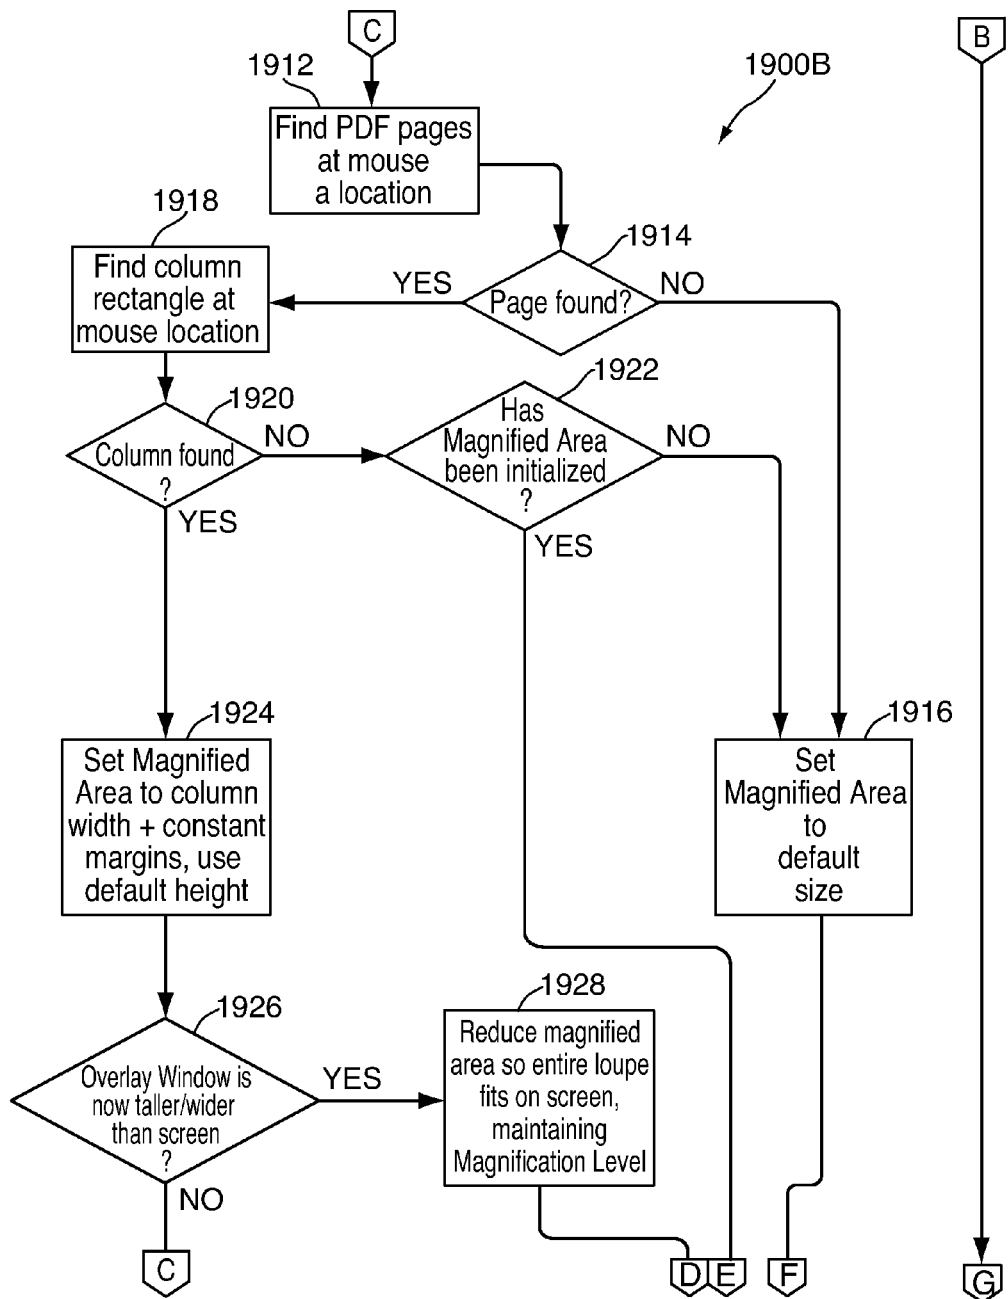 C
B
1912
1900B
Find PDF pages
at mouse
a location
1918
1914
Find column
rectangle at
mouse location
YES
Page found?
NO
1922
1920
Has
Magnified Area
been initialized
?
Column found
?
NO
NO
YES
YES
1924
1916
Set Magnified
Area to column
width + constant
margins, use
default height
Set
Magnified Area
to
default
size
1926
1928
Overlay Window is
now taller/wider
than screen
?
YES
Reduce magnified
area so entire loupe
fits on screen,
maintaining
Magnification Level
NO
C
D
E
F
G